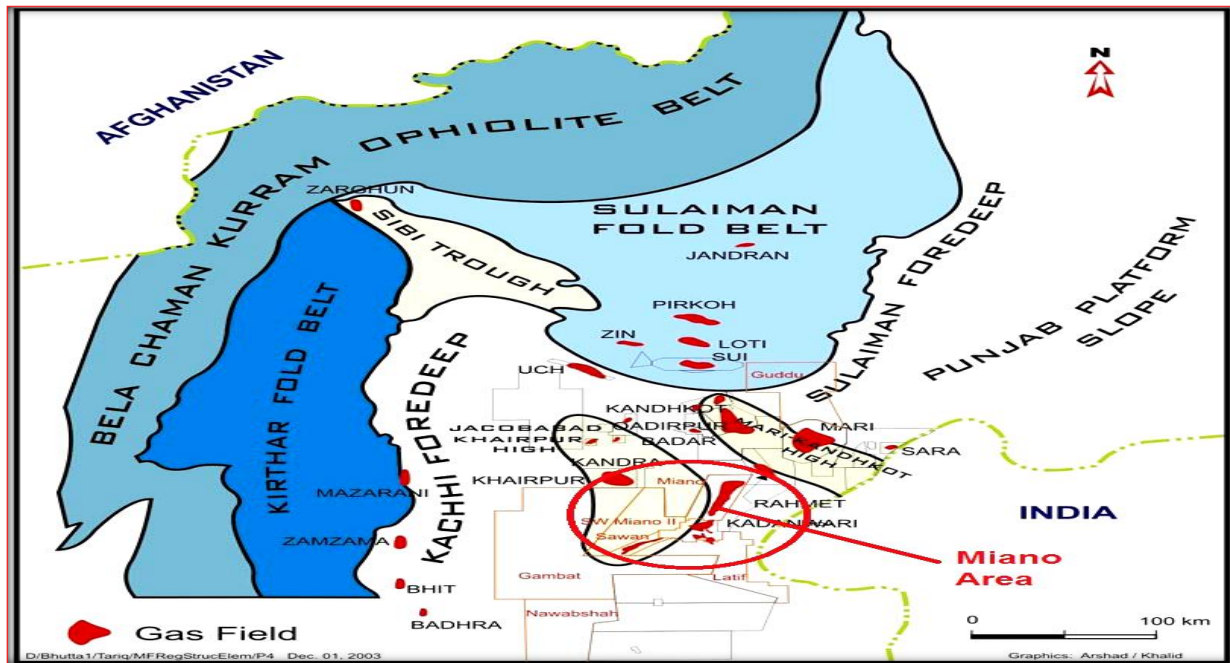 AFGHANISTAN
N
BELA CHAMAN KURRAM OPHIOLITE BELT
ZARGHUN
SIBI TROUGH
SULAIMAN
FOLD BELT
JANDRAN
SULAIMAN FOREDEEP
PUNJAB PLATFORM
SLOPE
KIRTHAR FOLD BELT
KACHHI FOREDEEP
PIRKOH
ZIN
LOTI
SUI
UCH
Guddu
KANDHKOT
QADIRPUR
BADAR
JACOBABAD
KHAIRPUR
HIGH
MARI-KANDHKOT
HIGH
MARI
SARA
KANDRA
KHAIRPUR
Miano
MAZARANI
RAHMET
SW Miano II
KADANWARI
Sawan
INDIA
ZAMZAMA
Miano
Area
Gambat
Latif
BHIT
Nawabshah
BADHRA
0 100 km
Gas Field
D/Bhutta1/Tariq/MFRegStrucElem/P4 Dec. 01, 2003
Graphics: Arshad / Khalid